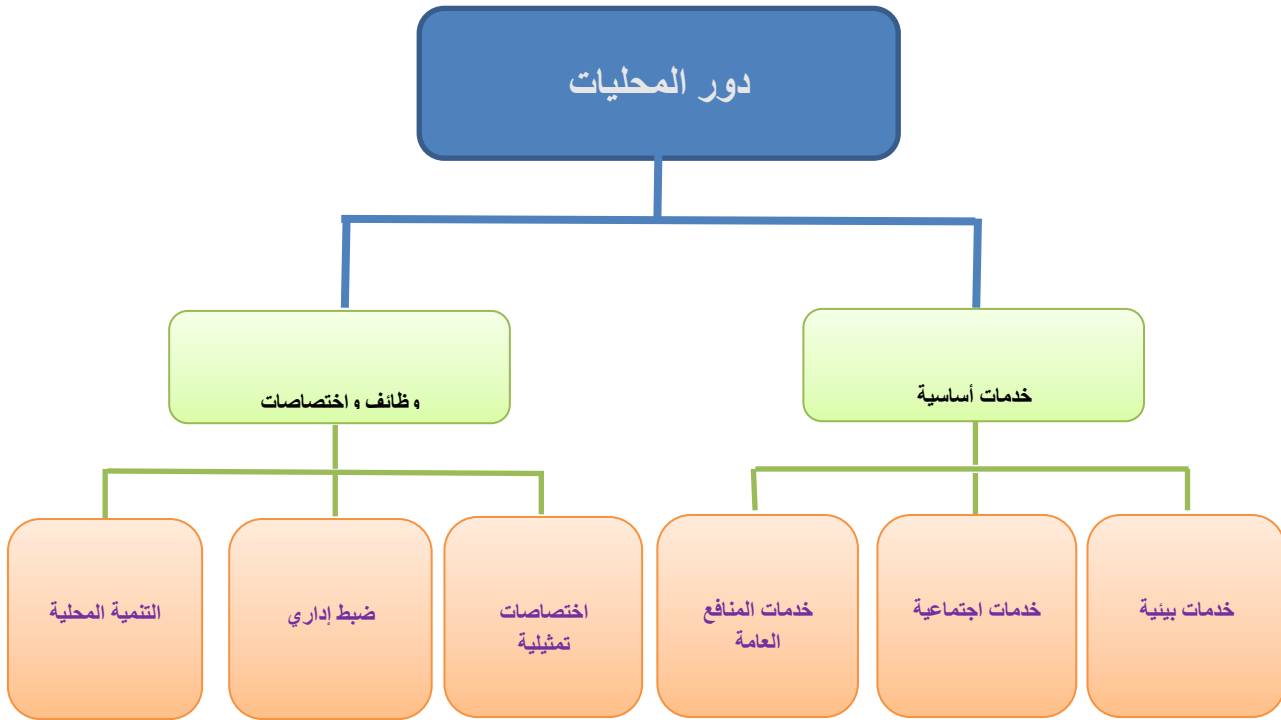 دور المحليات
خدمات أساسية
وظائف و اختصاصات
خدمات بيئية
خدمات اجتماعية
خدمات المنافع
العامة
اختصاصات
تمثيلية
ضبط إداري
التنمية المحلية